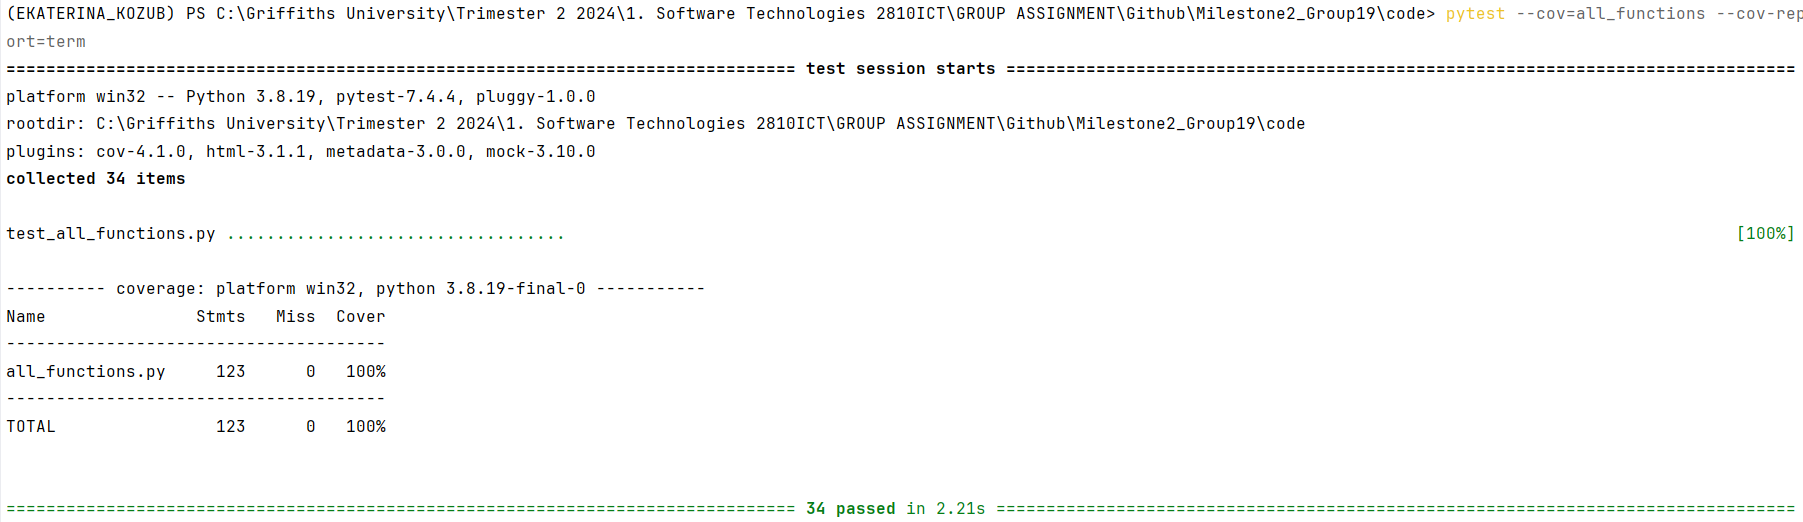 (EKATERINA_KOZUB) PS C:\Griffiths University\Trimester 2 2024\1. Software Technologies 2810ICT\GROUP ASSIGNMENT\Github\Milestone2_Group19\code> pytest --cov=all_functions --cov-rep
ort=term
=============================================================================== test session starts ===============================================================================
platform win32 -- Python 3.8.19, pytest-7.4.4, pluggy-1.0.0
rootdir: C:\Griffiths University\Trimester 2 2024\1. Software Technologies 2810ICT\GROUP ASSIGNMENT\Github\Milestone2_Group19\code
plugins: cov-4.1.0, html-3.1.1, metadata-3.0.0, mock-3.10.0
collected 34 items

test_all_functions.py ..................................                                                                                                                     [100%]

---------- coverage: platform win32, python 3.8.19-final-0 -----------
Name               Stmts   Miss  Cover
--------------------------------------
all_functions.py     123      0   100%
--------------------------------------
TOTAL                123      0   100%

=============================================================================== 34 passed in 2.21s ================================================================================